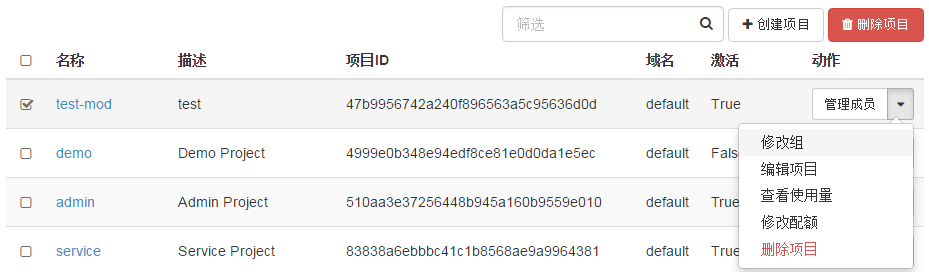 筛选 创建项目 删除项目
名称 描述 项目ID 域名 激活 动作
test-mod test 47b9956742a240f896563a5c95636d0d default True 管理成员
修改组
demo Demo Project 4999e0b348e94edf8ce81e0d0da1e5ec default Fals
编辑项目
查看使用量
admin Admin Project 510aa3e37256448b945a160b9559e010 default True
修改配额
service Service Project 83838a6ebbbc41c1b8568ae9a9964381 default True
删除项目